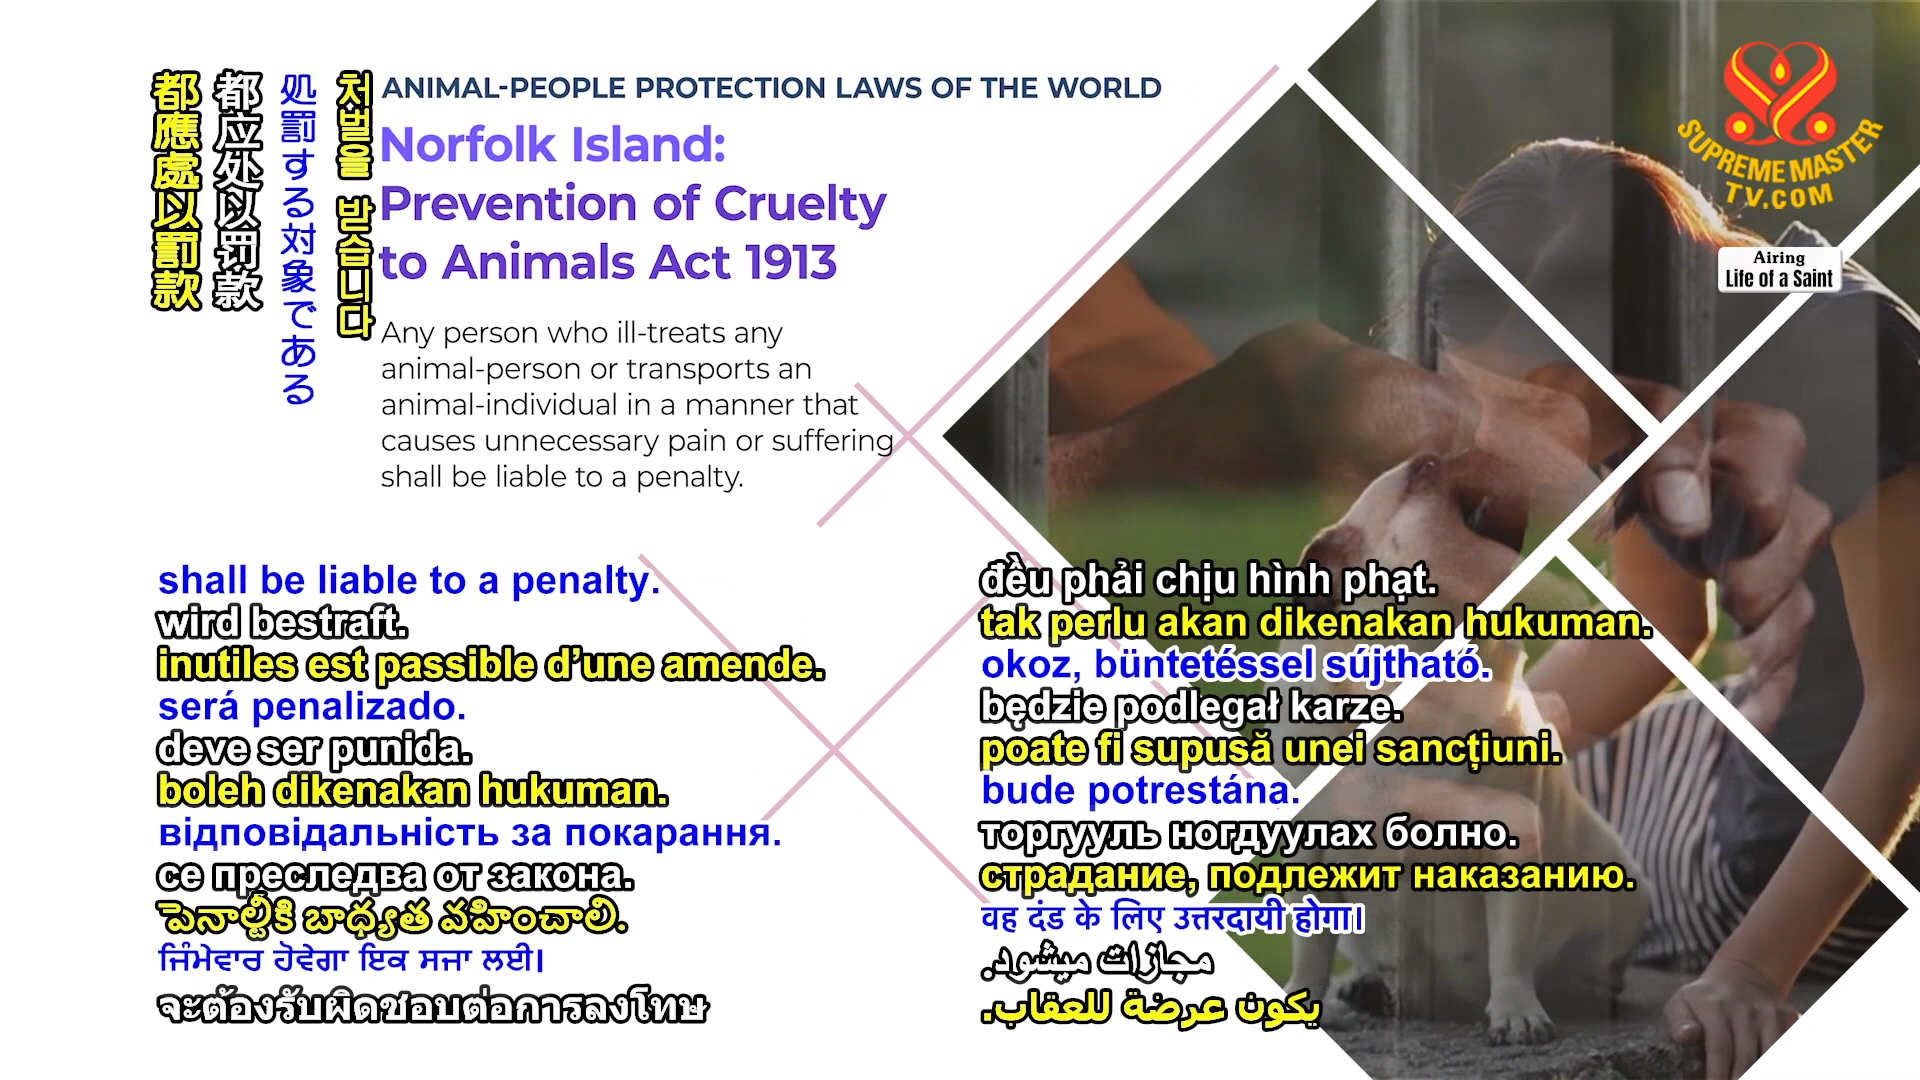 都應處以罰款
都应处以罚款
処罰する対象である
처벌을 받습니다
ANIMAL-PEOPLE PROTECTION LAWS OF THE WORLD
Norfolk Island:
Prevention of Cruelty
to Animals Act 1913
Any person who ill-treats any
animal-person or transports an
animal-individual in a manner that
causes unnecessary pain or suffering
shall be liable to a penalty.
SUPREME MASTER
TV.COM
Airing
Life of a Saint
shall be liable to a penalty.
wird bestraft.
inutiles est passible d’une amende.
será penalizado.
deve ser punida.
boleh dikenakan hukuman.
відповідальність за покарання.
се преследва от закона.
పెనాల్టీకి బాధ్యత వహించాలి.
ਜਿੰਮੇਵਾਰ ਹੋਵੇਗਾ ਇਕ ਸਜਾ ਲਈ।
จะต้องรับผิดชอบต่อการลงโทษ
đều phải chịu hình phạt.
tak perlu akan dikenakan hukuman.
okoz, büntetéssel sújtható.
będzie podlegał karze.
poate fi supusă unei sancțiuni.
bude potrestána.
торгууль ногдуулах болно.
страдание, подлежит наказанию.
वह दंड के लिए उत्तरदायी होगा।
مجازات میشود.
يكون عرضة للعقاب.